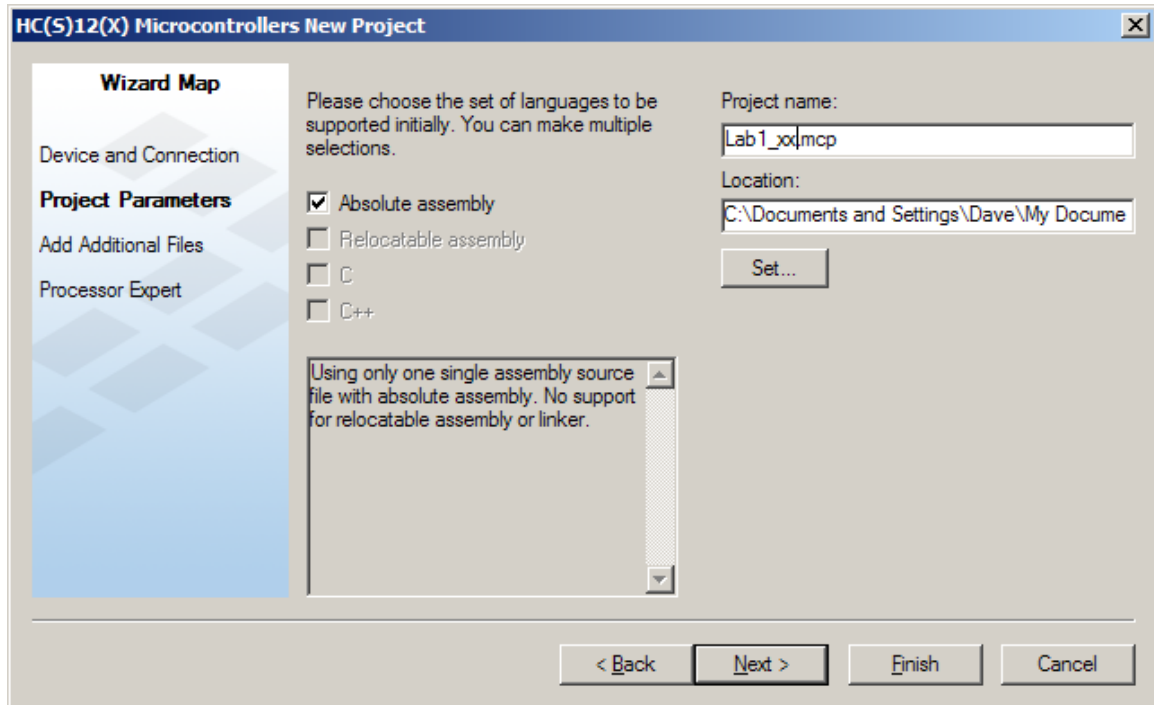 HC(S)12(X) Microcontrollers New Project
Wizard Map
Device and Connection
Project Parameters
Add Additional Files
Processor Expert
Please choose the set of languages to be
supported initially. You can make multiple
selections.
Absolute assembly
Relocatable assembly
C
C++
Using only one single assembly source
file with absolute assembly. No support
for relocatable assembly or linker.
Project name:
Lab1_xx.mcp
Location:
C:\Documents and Settings\Dave\My Docume
Set...
< Back
Next >
Finish
Cancel